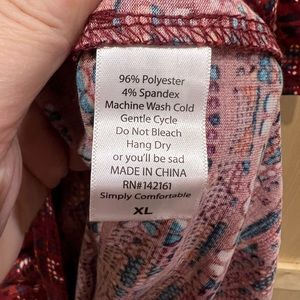 96% Polyester
4% Spandex
Machine Wash Cold
Gentle Cycle
Do Not Bleach
Hang Dry
or you'll be sad
MADE IN CHINA
RN#142161
Simply Comfortable
XL